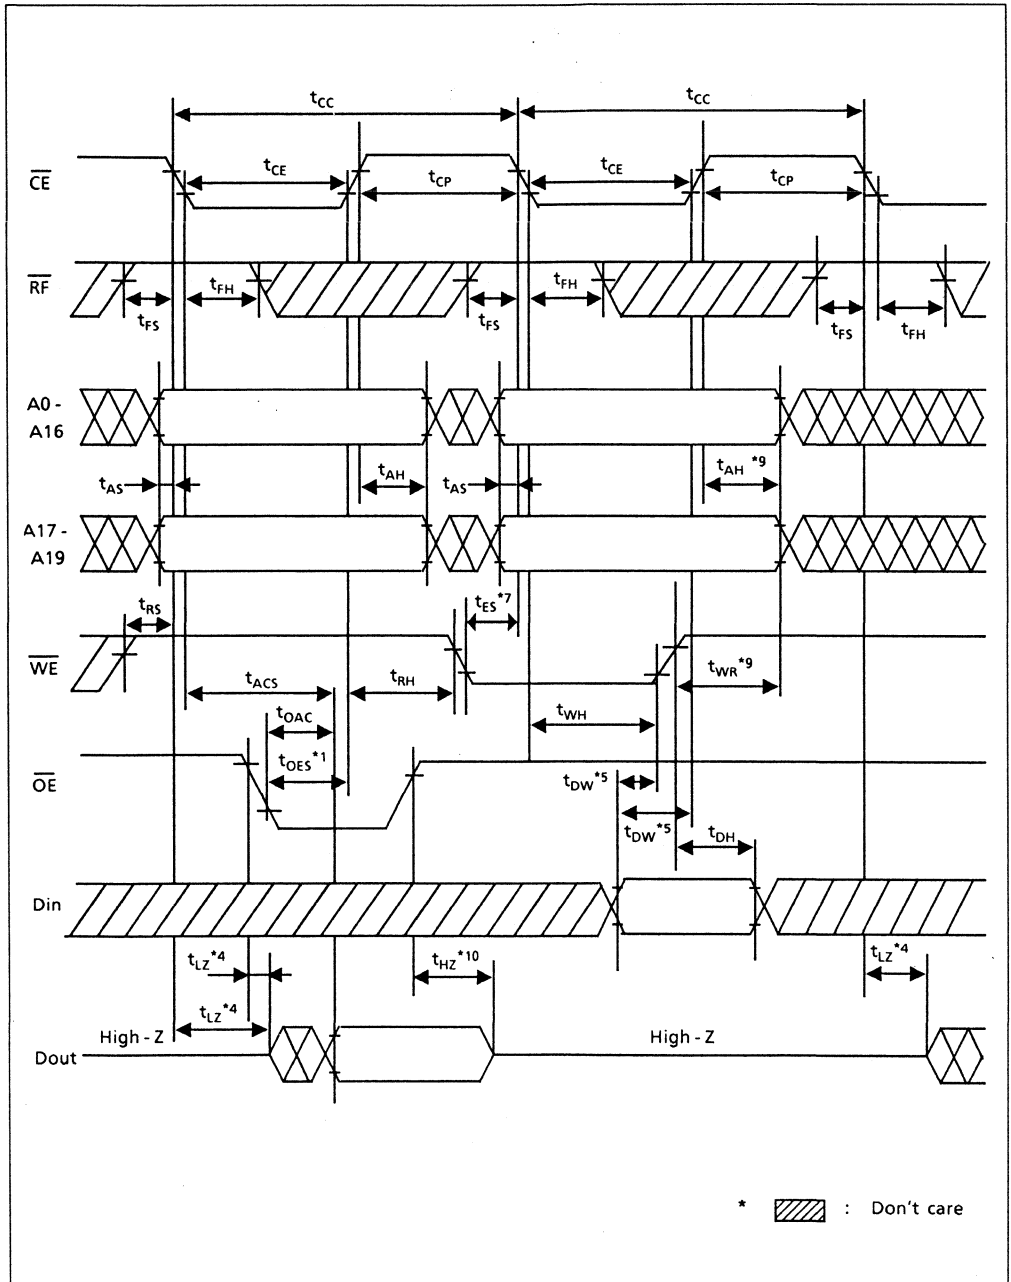 tCC tCC
CE tCE tCP tCE tCP
RF tFS tFH tFS tFH tFS tFH
A0 -
A16
tAS tAH tAS tAH *9
A17 -
A19
tRS tES *7
WE tACS tRH tWR *9
tOAC tWH
OE tOES *1 tDW *5
tDW *5 tDH
Din
tLZ *4 tHZ *10 tLZ *4
tLZ *4
High - Z High - Z
Dout
* : Don't care